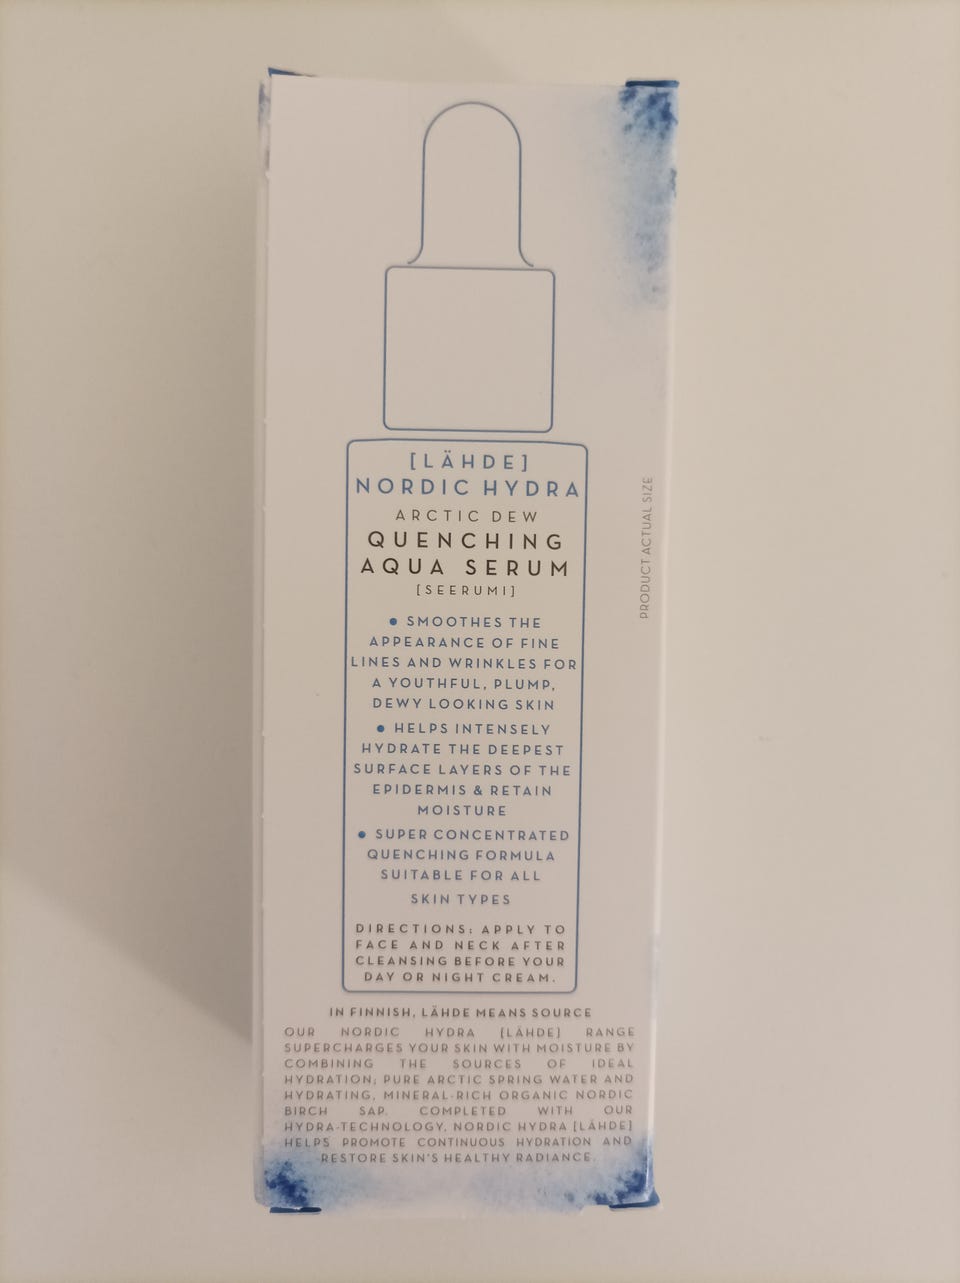 [LÄHDE]
NORDIC HYDRA
ARCTIC DEW
QUENCHING
AQUA SERUM
[SEERUMI]
● SMOOTHES THE
APPEARANCE OF FINE
LINES AND WRINKLES FOR
A YOUTHFUL, PLUMP,
DEWY LOOKING SKIN
● HELPS INTENSELY
HYDRATE THE DEEPEST
SURFACE LAYERS OF THE
EPIDERMIS & RETAIN
MOISTURE
● SUPER CONCENTRATED
QUENCHING FORMULA
SUITABLE FOR ALL
SKIN TYPES
DIRECTIONS: APPLY TO
FACE AND NECK AFTER
CLEANSING BEFORE YOUR
DAY OR NIGHT CREAM.
PRODUCT ACTUAL SIZE
IN FINNISH, LÄHDE MEANS SOURCE
OUR NORDIC HYDRA [LÄHDE] RANGE
SUPERCHARGES YOUR SKIN WITH MOISTURE BY
COMBINING THE SOURCES OF IDEAL
HYDRATION; PURE ARCTIC SPRING WATER AND
HYDRATING, MINERAL-RICH ORGANIC NORDIC
BIRCH SAP. COMPLETED WITH OUR
HYDRA-TECHNOLOGY, NORDIC HYDRA [LÄHDE]
HELPS PROMOTE CONTINUOUS HYDRATION AND
RESTORE SKIN'S HEALTHY RADIANCE.